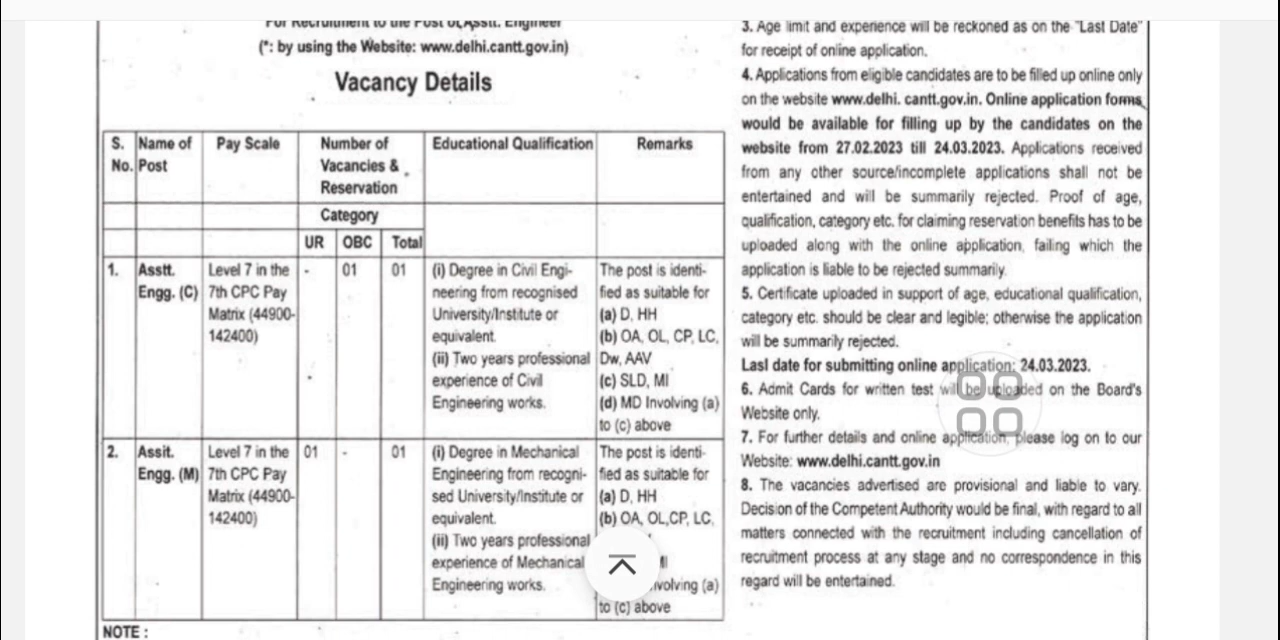 For Recruitment to the Post of Asstt. Engineer
(*: by using the Website: www.delhi.cantt.gov.in)
Vacancy Details
S. No. Name of Post Pay Scale Number of Vacancies & Reservation Educational Qualification Remarks
Category
UR OBC Total
1. Asstt. Level 7 in the - 01 01 (i) Degree in Civil Engi- The post is identi-
Engg. (C) 7th CPC Pay neering from recognised fied as suitable for
Matrix (44900- University/Institute or (a) D, HH
142400) equivalent. (b) OA, OL, CP, LC,
(ii) Two years professional Dw, AAV
experience of Civil (c) SLD, MI
Engineering works. (d) MD Involving (a)
to (c) above
2. Assit. Level 7 in the 01 - 01 (i) Degree in Mechanical The post is identi-
Engg. (M) 7th CPC Pay Engineering from recogni- fied as suitable for
Matrix (44900- sed University/Institute or (a) D, HH
142400) equivalent. (b) OA, OL,CP, LC,
(ii) Two years professional
experience of Mechanical
Engineering works. (a)
to (c) above
NOTE :
3. Age limit and experience will be reckoned as on the "Last Date"
for receipt of online application.
4. Applications from eligible candidates are to be filled up online only
on the website www.delhi. cantt.gov.in. Online application forms
would be available for filling up by the candidates on the
website from 27.02.2023 till 24.03.2023. Applications received
from any other source/incomplete applications shall not be
entertained and will be summarily rejected. Proof of age,
qualification, category etc. for claiming reservation benefits has to be
uploaded along with the online application, failing which the
application is liable to be rejected summarily.
5. Certificate uploaded in support of age, educational qualification,
category etc. should be clear and legible; otherwise the application
will be summarily rejected.
Last date for submitting online application: 24.03.2023.
6. Admit Cards for written test will be uploaded on the Board's
Website only.
7. For further details and online application, please log on to our
Website: www.delhi.cantt.gov.in
8. The vacancies advertised are provisional and liable to vary.
Decision of the Competent Authority would be final, with regard to all
matters connected with the recruitment including cancellation of
recruitment process at any stage and no correspondence in this
regard will be entertained.